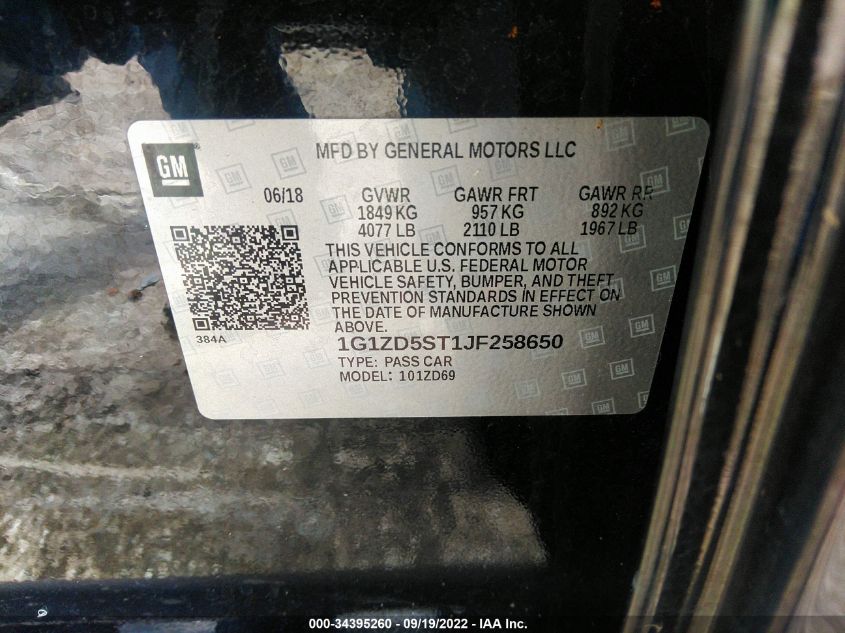 GM
MFD BY GENERAL MOTORS LLC
06/18 GVWR GAWR FRT GAWR RR
1849 KG 957 KG 892 KG
4077 LB 2110 LB 1967 LB
THIS VEHICLE CONFORMS TO ALL
APPLICABLE U.S. FEDERAL MOTOR
VEHICLE SAFETY, BUMPER, AND THEFT
PREVENTION STANDARDS IN EFFECT ON
THE DATE OF MANUFACTURE SHOWN
ABOVE.
384A
1G1ZD5ST1JF258650
TYPE: PASS CAR
MODEL: 101ZD69
000-34395260 - 09/19/2022 - IAA Inc.